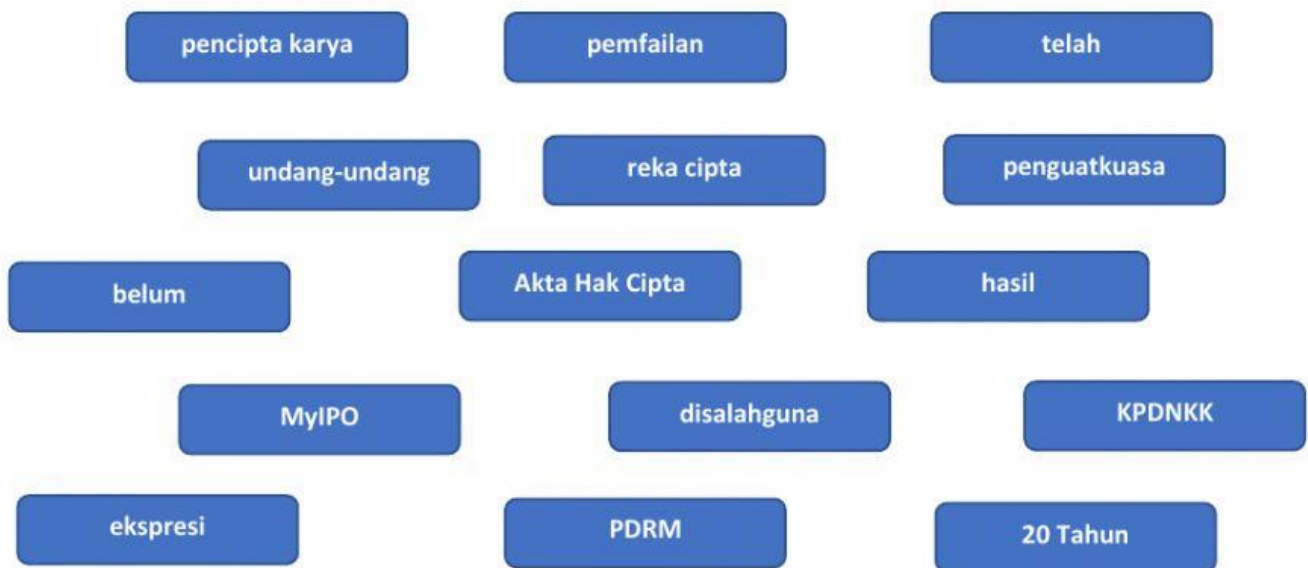 pencipta karya
pemfailan
telah
undang-undang
reka cipta
penguatkuasa
belum
Akta Hak Cipta
hasil
MyIPO
disalahguna
KPDNKK
ekspresi
PDRM
20 Tahun